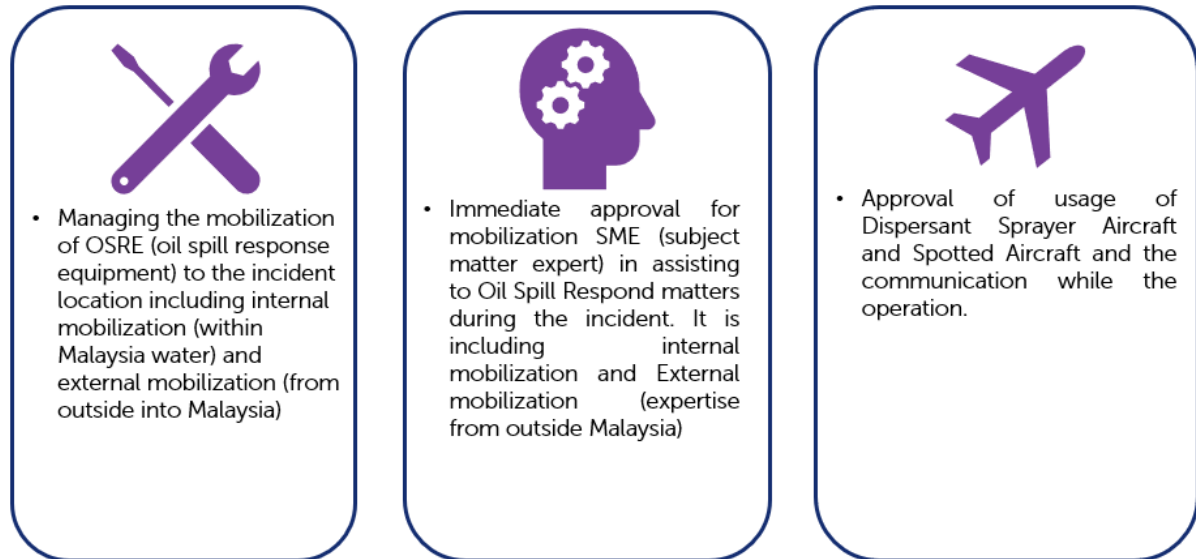 • Managing the mobilization
of OSRE (oil spill response
equipment) to the incident
location including internal
mobilization (within
Malaysia water) and
external mobilization (from
outside into Malaysia)
• Immediate approval for
mobilization SME (subject
matter expert) in assisting
to Oil Spill Respond matters
during the incident. It is
including internal
mobilization and External
mobilization (expertise
from outside Malaysia)
• Approval of usage of
Dispersant Sprayer Aircraft
and Spotted Aircraft and the
communication while the
operation.